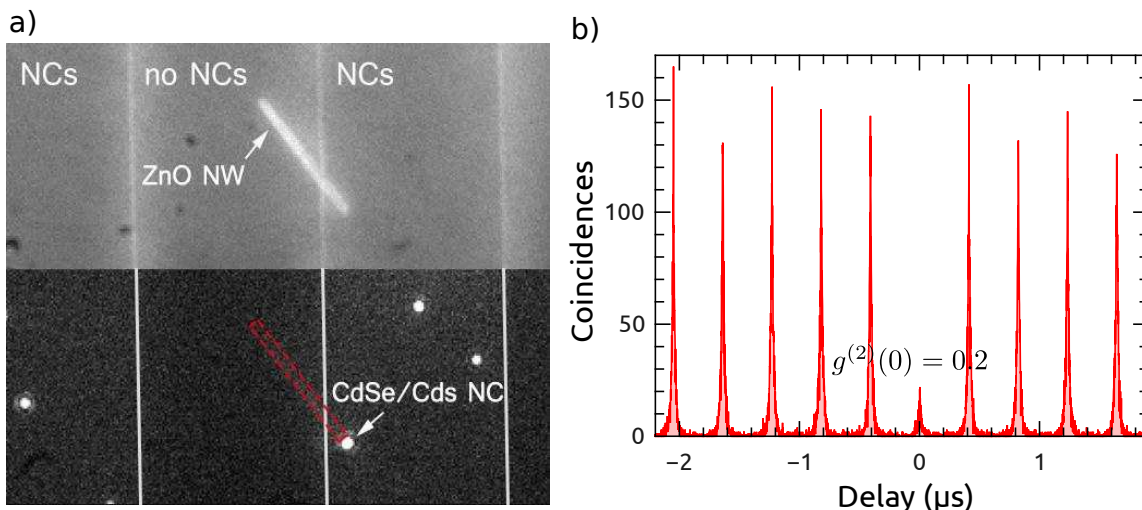 a)
NCs
no NCs
NCs
ZnO NW
CdSe/Cds NC
b)
Coincidences
150
100
50
0
g^{(2)}(0) = 0.2
−2
−1
0
1
Delay (μs)